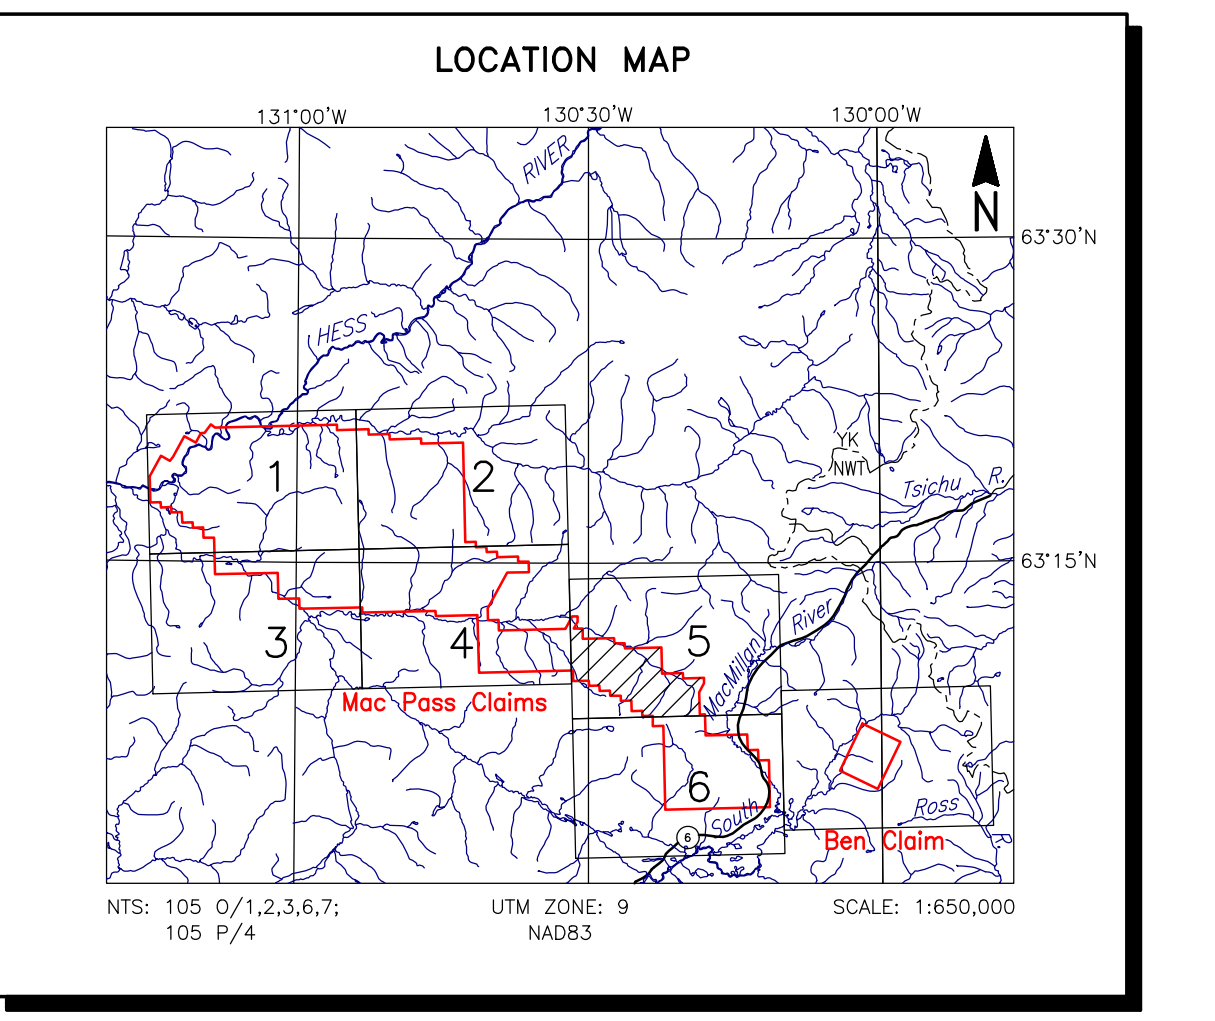 LOCATION MAP
131°00'W 130°30'W 130°00'W
RIVER
N
63°30'N
HESS
YK
NWT
1 2
Tsichu R.
63°15'N
River
3 4 5
MacMillan
Mac Pass Claims
6
South
Ross
6
Ben Claim
R.
NTS: 105 O/1,2,3,6,7; UTM ZONE: 9 SCALE: 1:650,000
105 P/4 NAD83